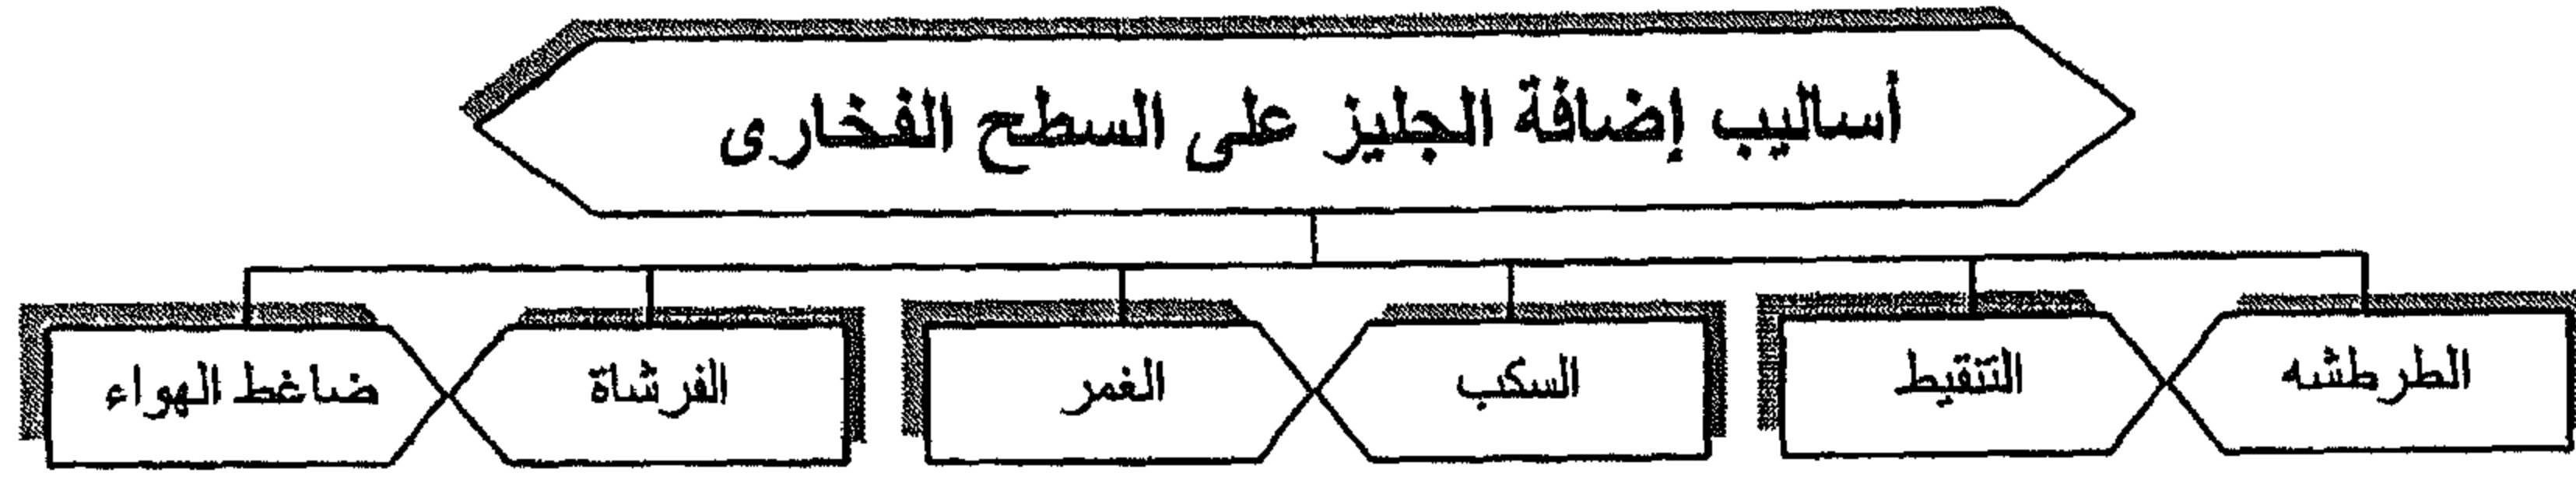 أساليب إضافة الجليز على السطح الفخارى
الطرطشه
التنقيط
السكب
الغمر
الفرشاة
ضاغط الهواء